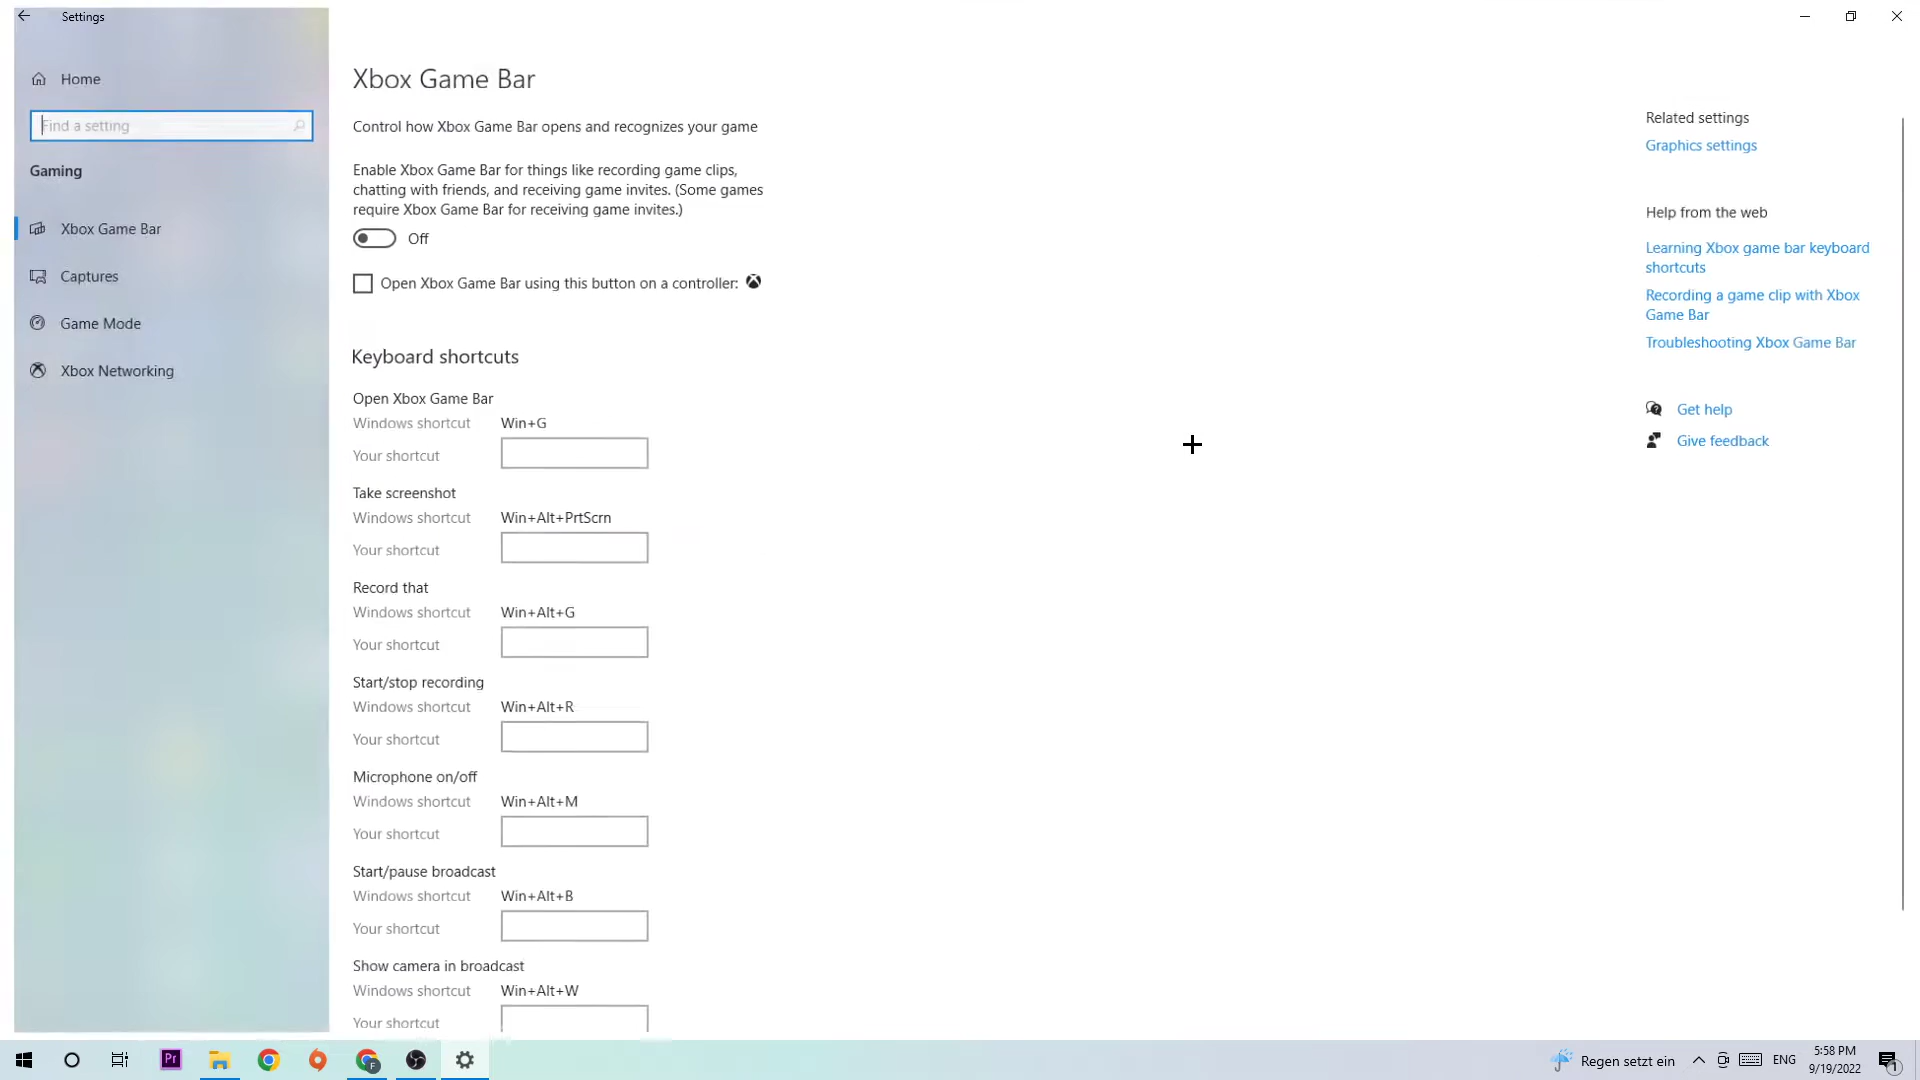 Settings
Home
Find a setting
Gaming
Xbox Game Bar
Captures
Game Mode
Xbox Networking
Xbox Game Bar
Control how Xbox Game Bar opens and recognizes your game
Enable Xbox Game Bar for things like recording game clips,
chatting with friends, and receiving game invites. (Some games
require Xbox Game Bar for receiving game invites.)
Off
Open Xbox Game Bar using this button on a controller:
Keyboard shortcuts
Open Xbox Game Bar
Windows shortcut Win+G
Your shortcut
Take screenshot
Windows shortcut Win+Alt+PrtScrn
Your shortcut
Record that
Windows shortcut Win+Alt+G
Your shortcut
Start/stop recording
Windows shortcut Win+Alt+R
Your shortcut
Microphone on/off
Windows shortcut Win+Alt+M
Your shortcut
Start/pause broadcast
Windows shortcut Win+Alt+B
Your shortcut
Show camera in broadcast
Windows shortcut Win+Alt+W
Your shortcut
Related settings
Graphics settings
Help from the web
Learning Xbox game bar keyboard
shortcuts
Recording a game clip with Xbox
Game Bar
Troubleshooting Xbox Game Bar
Get help
Give feedback
Pr
F
Regen setzt ein
ENG
5:58 PM
9/19/2022
1